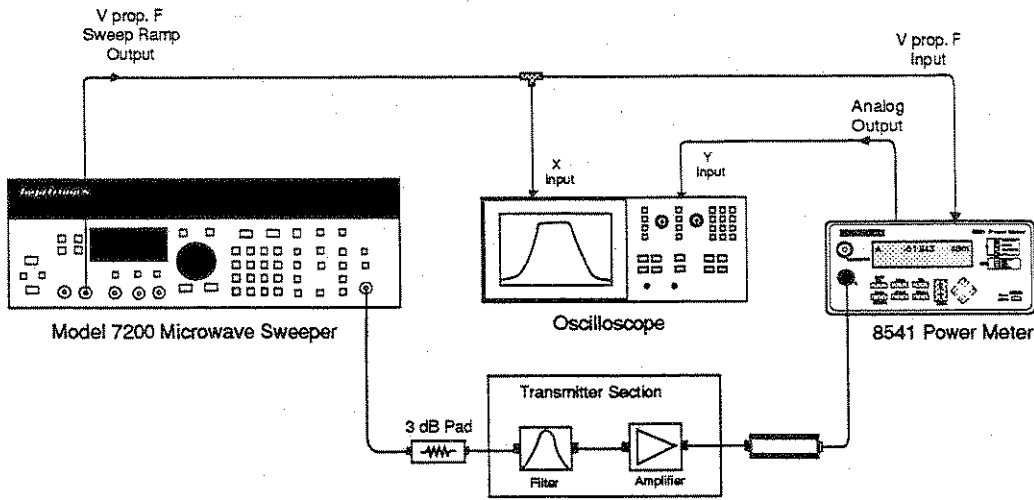 V prop. F
Sweep Ramp
Output
V prop. F
Input
Analog
Output
X
Input
Y
Input
Model 7200 Microwave Sweeper
Oscilloscope
8541 Power Meter
Transmitter Section
3 dB Pad
Filter
Amplifier